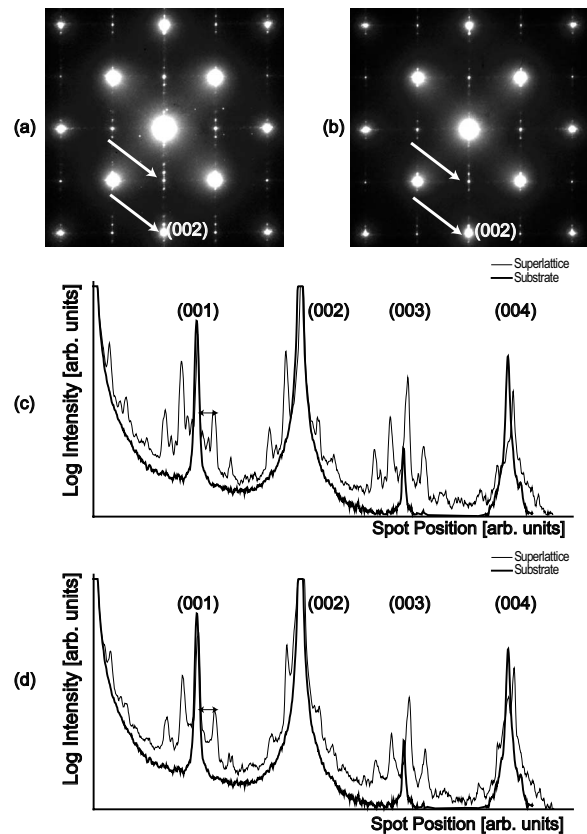 (a)
(002)
(b)
(002)
(c)
Superlattice
Substrate
(001)
(002)
(003)
(004)
Log Intensity [arb. units]
Spot Position [arb. units]
(d)
Superlattice
Substrate
(001)
(002)
(003)
(004)
Log Intensity [arb. units]
Spot Position [arb. units]